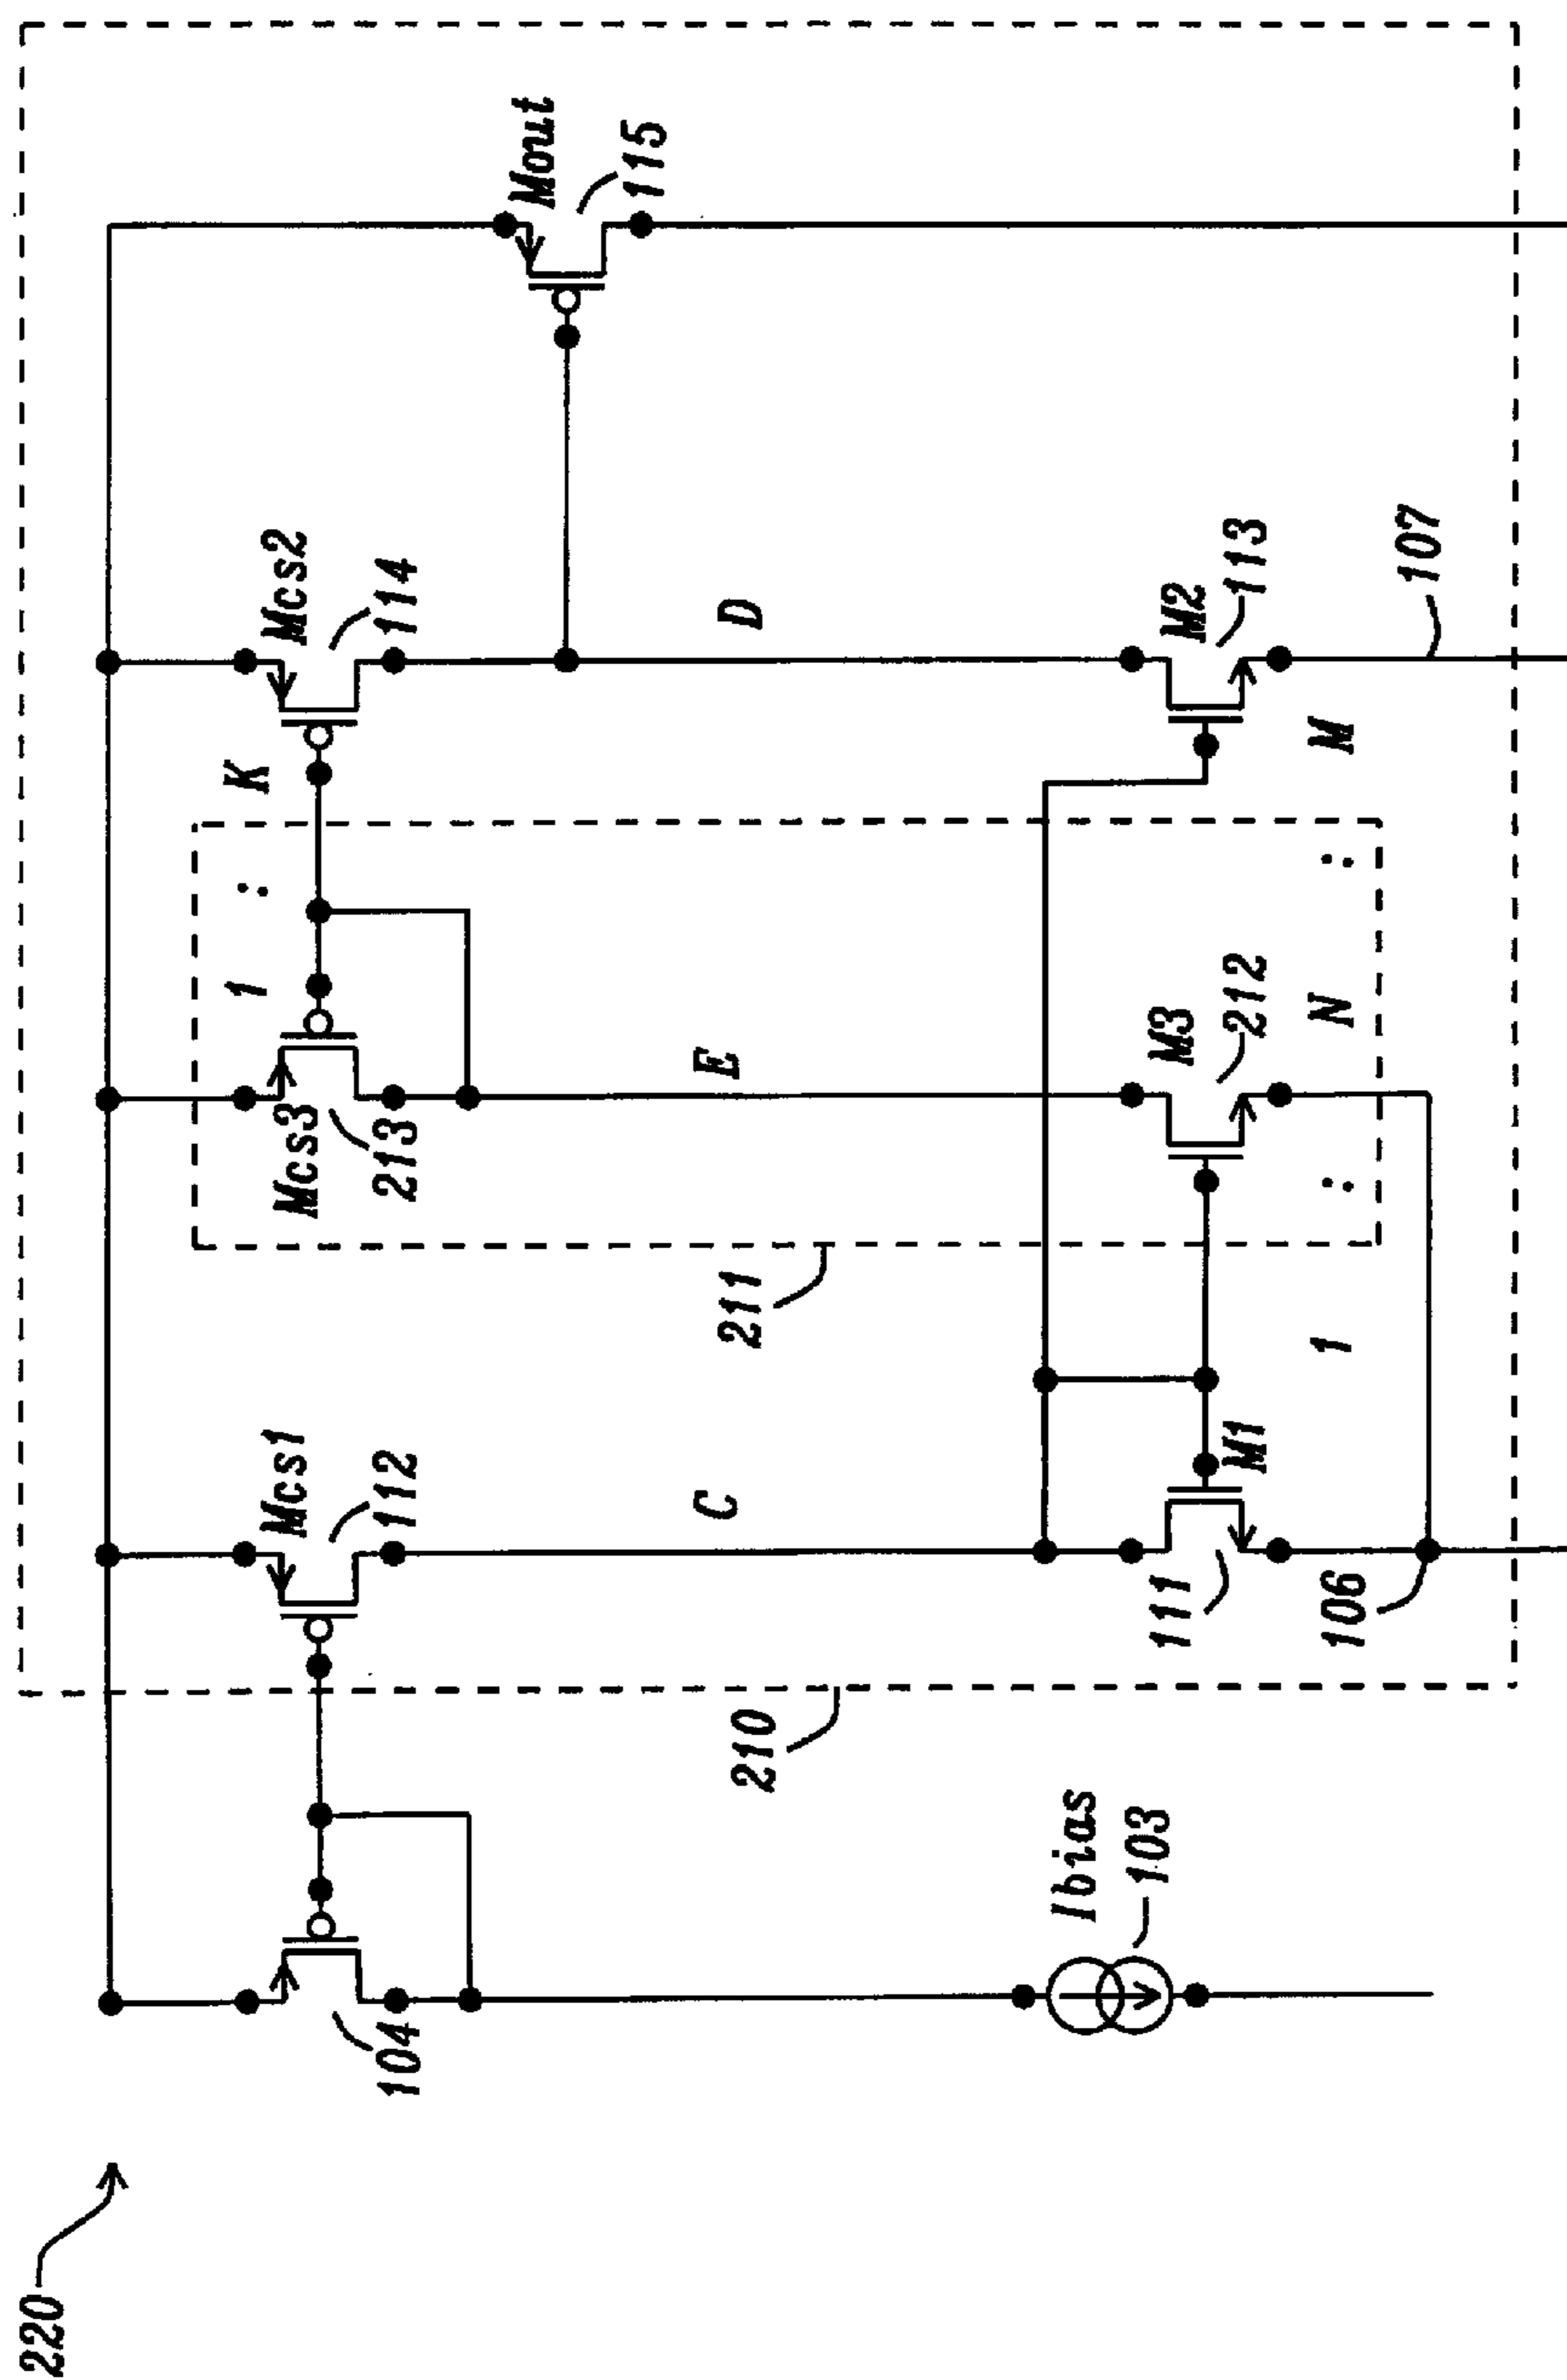 220
104
Ibias
103
210
Mcs1
112
C
M1
111
106
1 : N : M
211
Mcs3
213
1 : K
E
M3
212
Mcs2
114
D
M2
113
107
Mout
115